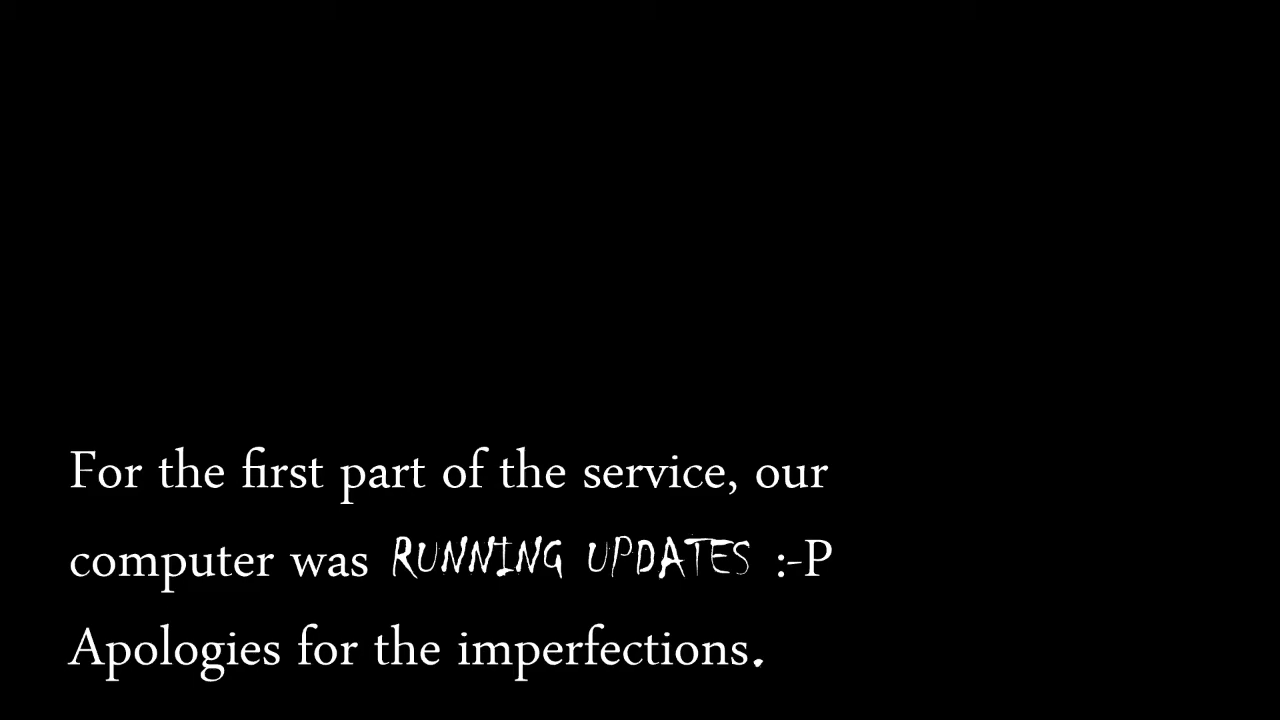 For the first part of the service, our
computer was RUNNING UPDATES :-P
Apologies for the imperfections.